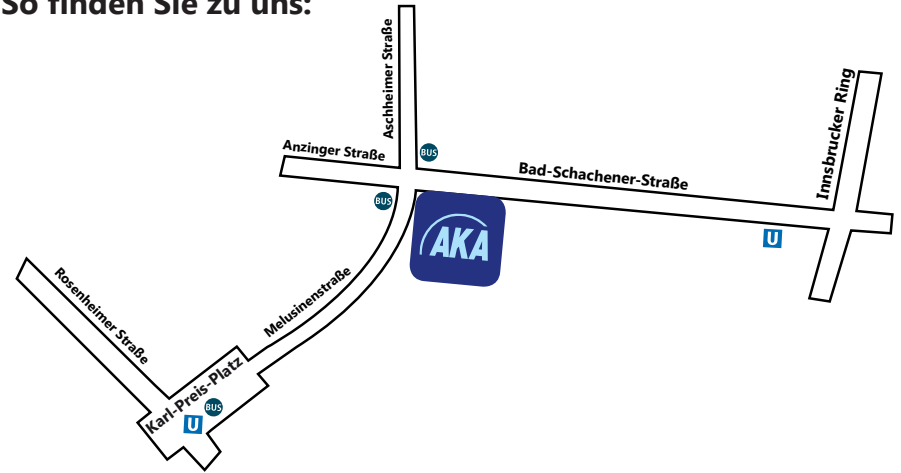 So finden Sie zu uns:
Aschheimer Straße
Innsbrucker Ring
Anzinger Straße
BUS
Bad-Schachener-Straße
BUS
AKA
U
Rosenheimer Straße
Melusinenstraße
Karl-Preis-Platz
BUS
U